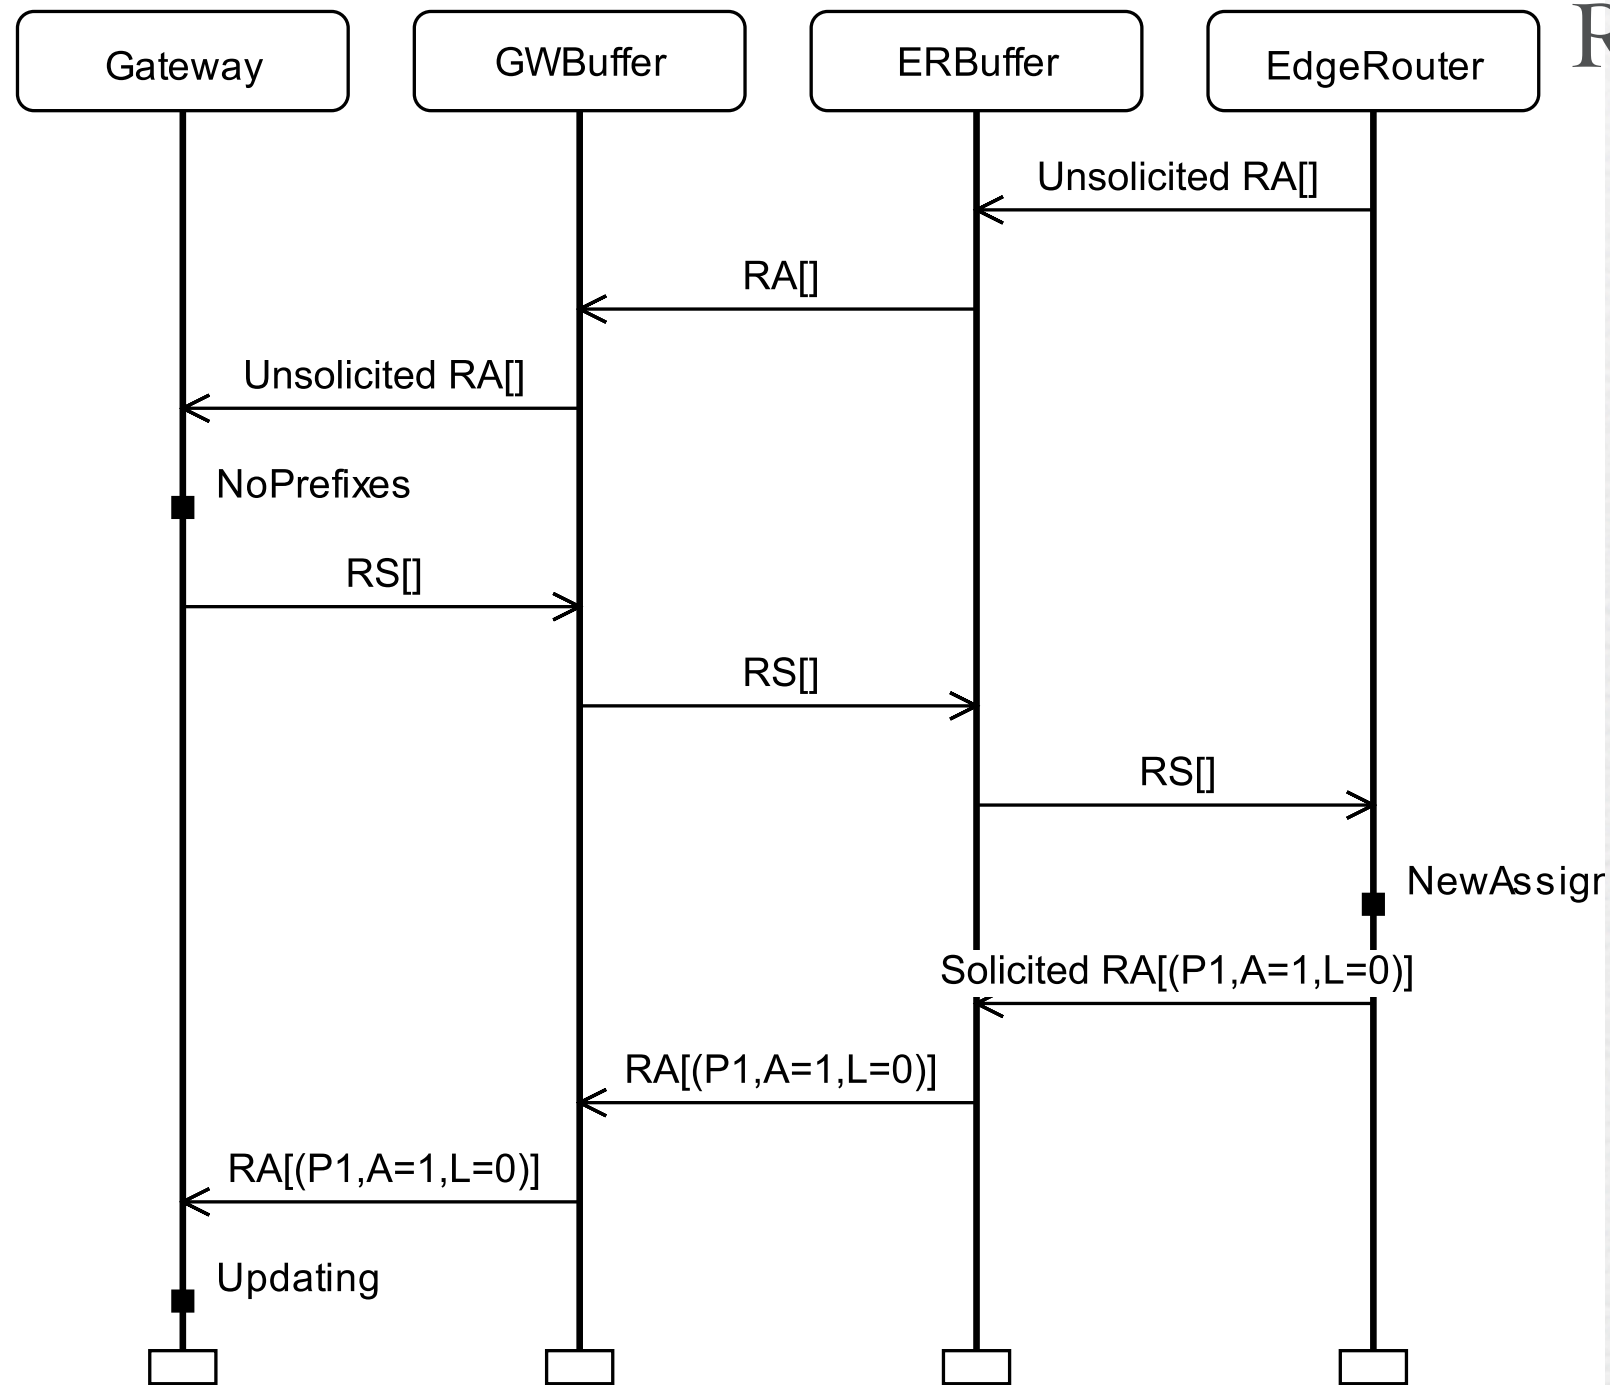 Gateway
GWBuffer
ERBuffer
EdgeRouter
R
Unsolicited RA[]
RA[]
Unsolicited RA[]
NoPrefixes
RS[]
RS[]
RS[]
Solicited RA[(P1,A=1,L=0)]
RA[(P1,A=1,L=0)]
RA[(P1,A=1,L=0)]
Updating